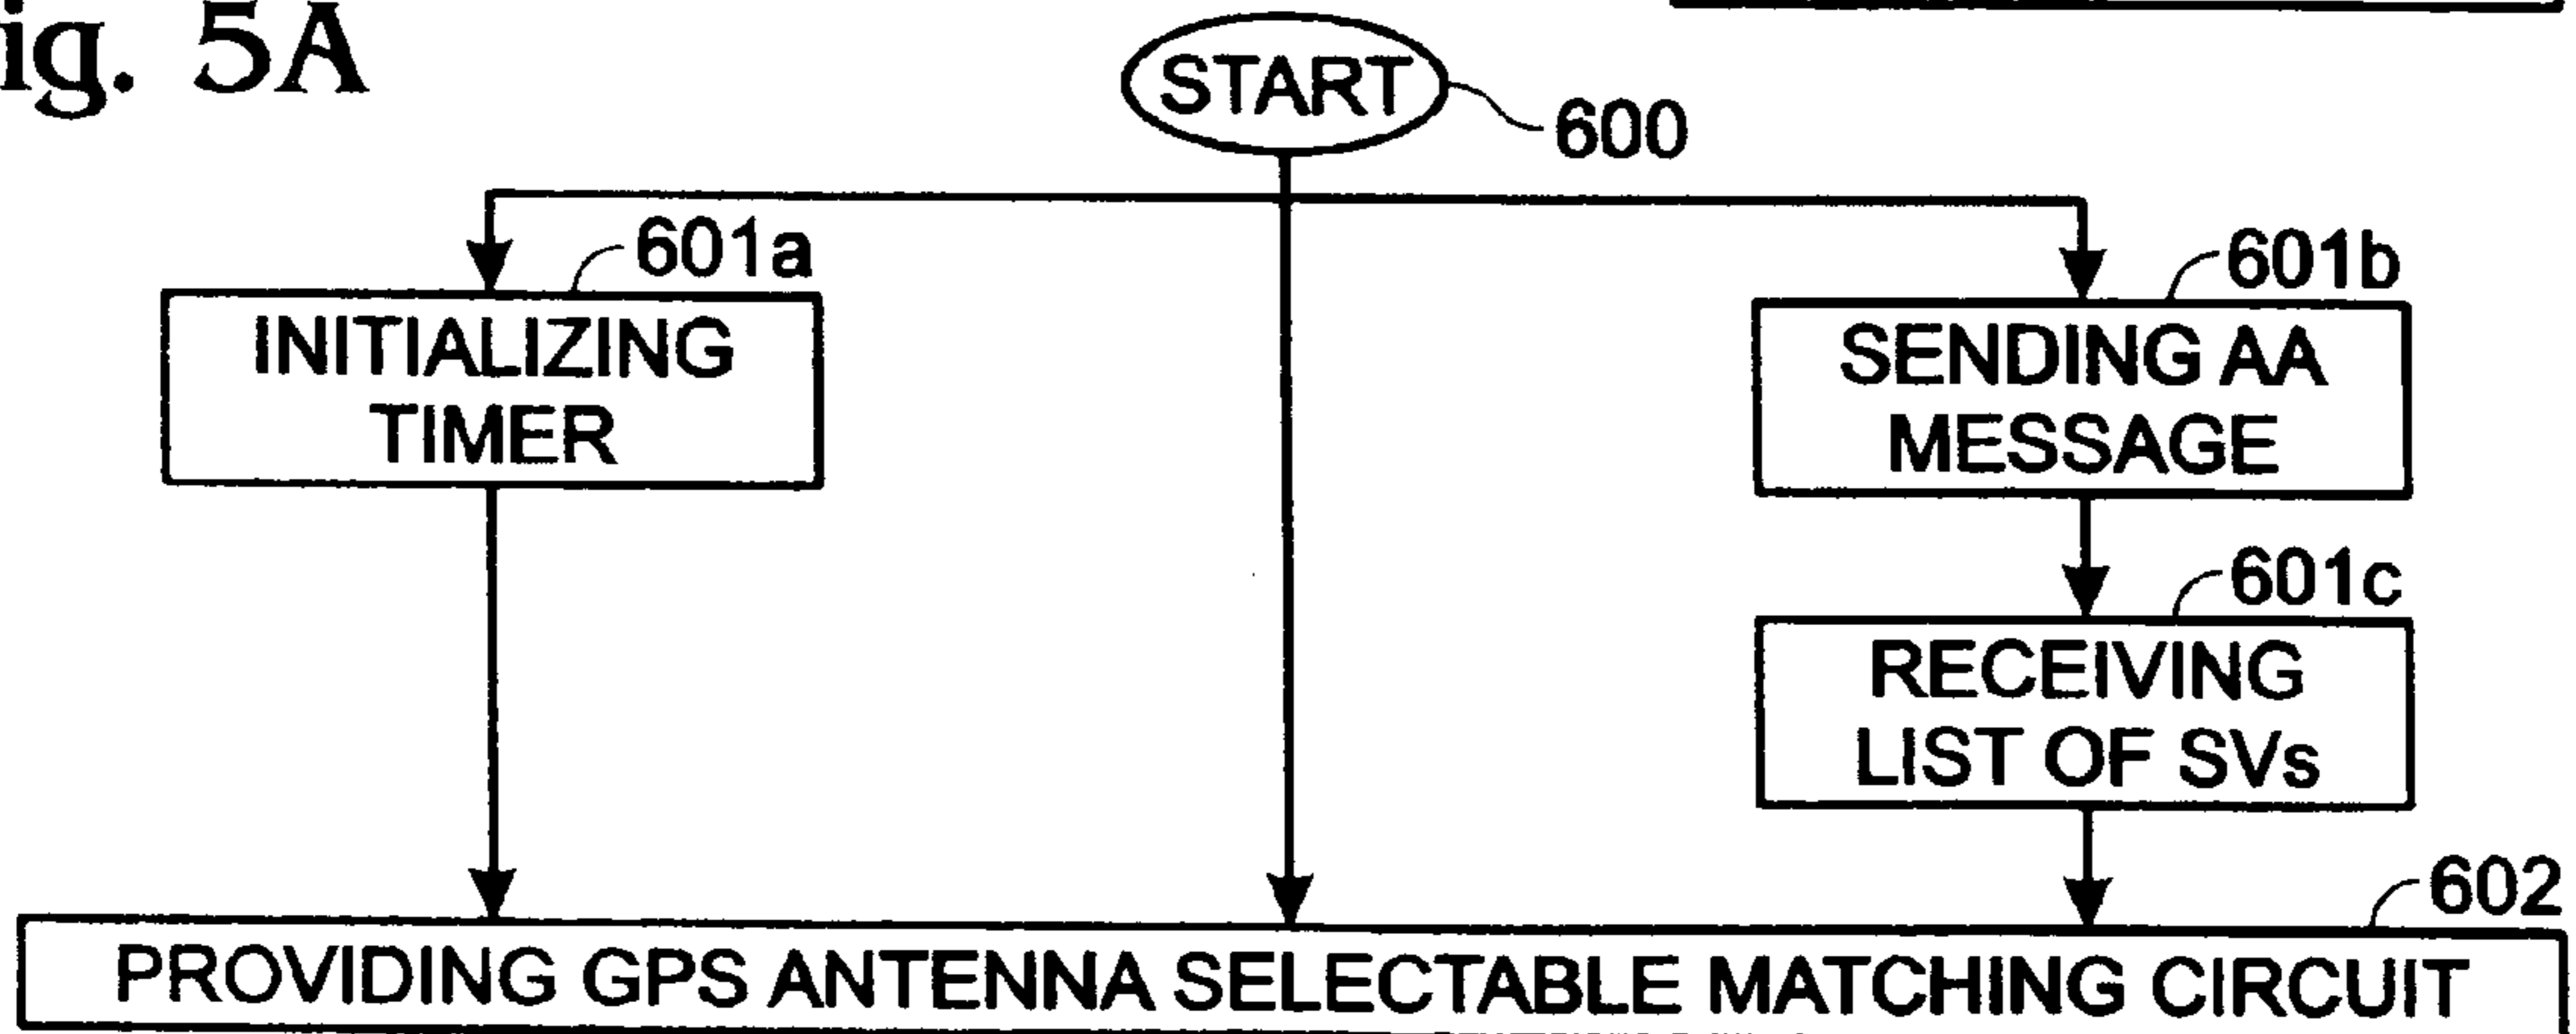 ig. 5A
START
600
601a
INITIALIZING
TIMER
601b
SENDING AA
MESSAGE
601c
RECEIVING
LIST OF SVs
602
PROVIDING GPS ANTENNA SELECTABLE MATCHING CIRCUIT